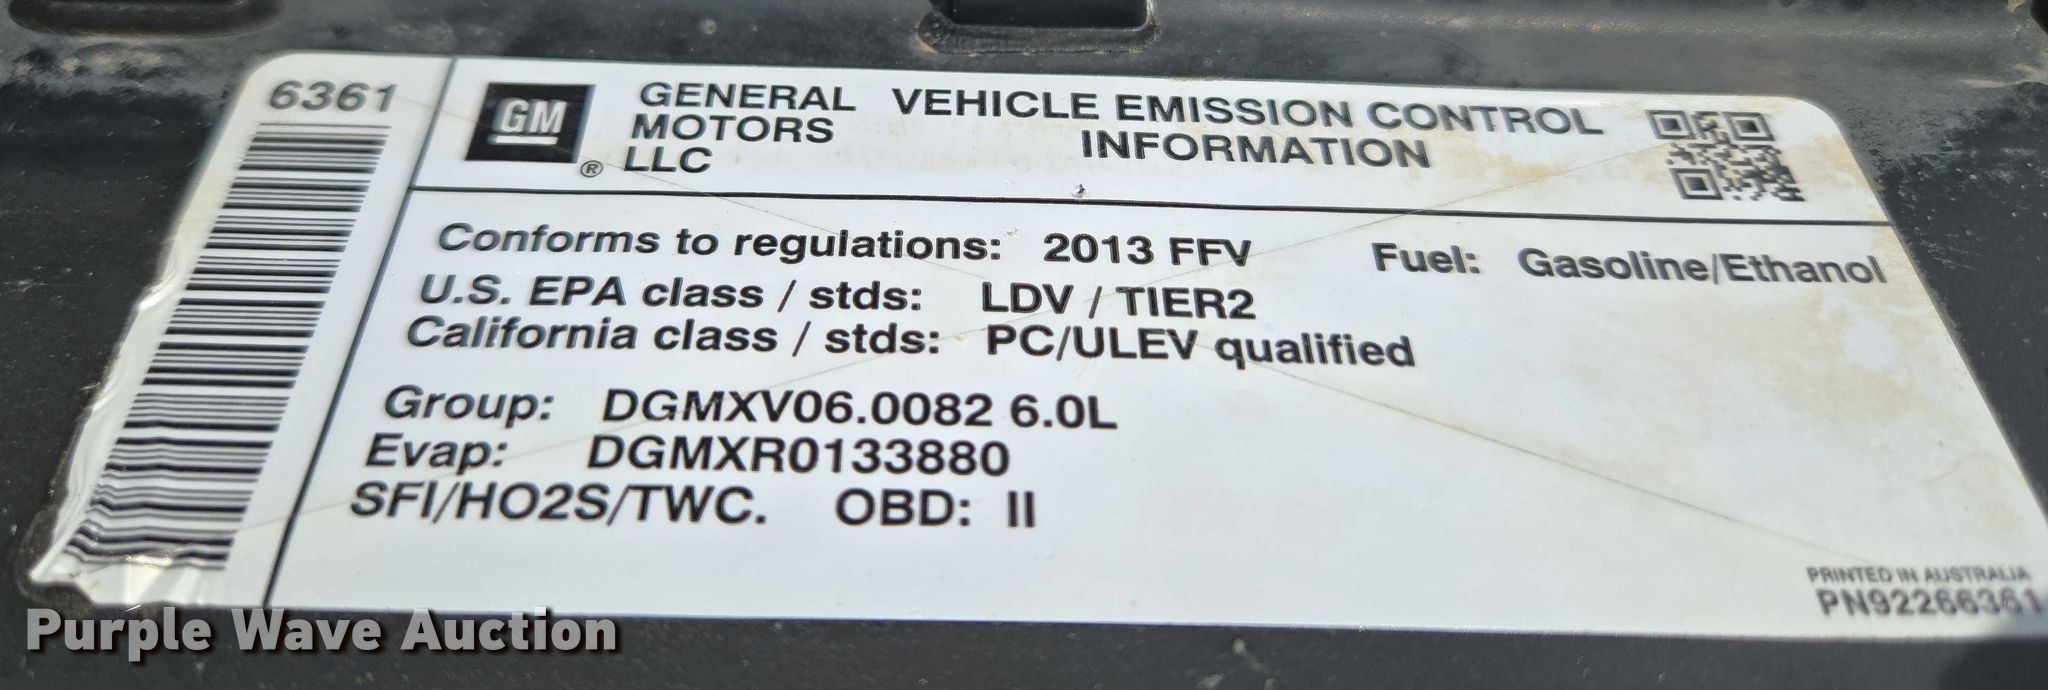 6361
GM
®
GENERAL
MOTORS
LLC
VEHICLE EMISSION CONTROL
INFORMATION
Conforms to regulations: 2013 FFV Fuel: Gasoline/Ethanol
U.S. EPA class / stds: LDV / TIER2
California class / stds: PC/ULEV qualified
Group: DGMXV06.0082 6.0L
Evap: DGMXR0133880
SFI/HO2S/TWC. OBD: II
PRINTED IN AUSTRALIA
PN92266361
Purple Wave Auction